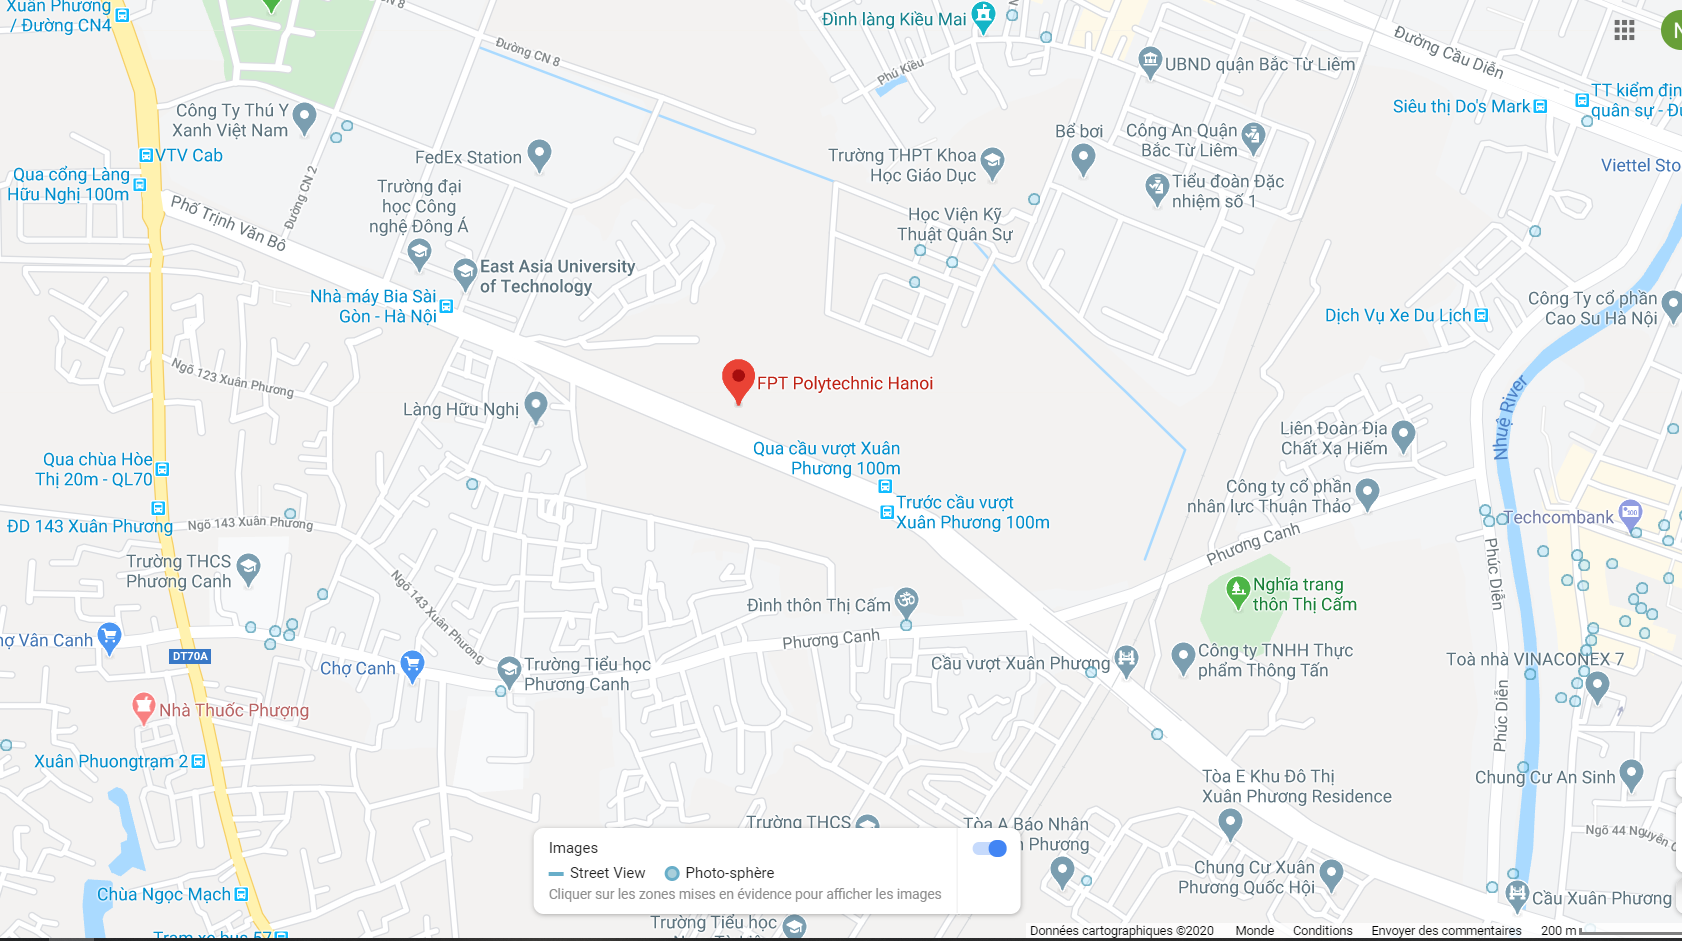 Xuân Phương
/ Đường CN4
CN 8
Đường CN 8
Đình làng Kiều Mai
Phú Kiều
UBND quận Bắc Từ Liêm
Đường Cầu Diễn
Siêu thị Do's Mark
TT kiểm địn
quân sự - Đu
Viettel Sto
Công Ty Thú Y
Xanh Việt Nam
VTV Cab
FedEx Station
Qua cổng Làng
Hữu Nghị 100m
Đường CN 2
Phố Trịnh Văn Bô
Trường đại
học Công
nghệ Đông Á
East Asia University
of Technology
Nhà máy Bia Sài
Gòn - Hà Nội
Trường THPT Khoa
Học Giáo Dục
Bể bơi
Công An Quận
Bắc Từ Liêm
Tiểu đoàn Đặc
nhiệm số 1
Học Viện Kỹ
Thuật Quân Sự
Dịch Vụ Xe Du Lịch
Công Ty cổ phần
Cao Su Hà Nội
Ngõ 123 Xuân Phương
Làng Hữu Nghị
FPT Polytechnic Hanoi
Nhuệ River
Qua cầu vượt Xuân
Phương 100m
Trước cầu vượt
Xuân Phương 100m
Liên Đoàn Địa
Chất Xạ Hiếm
Công ty cổ phần
nhân lực Thuận Thảo
Techcombank
Qua chùa Hòe
Thị 20m - QL70
ĐD 143 Xuân Phương
Ngõ 143 Xuân Phương
Trường THCS
Phương Canh
Ngõ 143 Xuân Phương
Phương Canh
Phúc Diễn
Nghĩa trang
thôn Thị Cấm
Đình thôn Thị Cấm
Phương Canh
Cầu vượt Xuân Phương
Công ty TNHH Thực
phẩm Thông Tấn
Toà nhà VINACONEX 7
Phúc Diễn
hợ Vân Canh
DT70A
Chợ Canh
Trường Tiểu học
Phương Canh
Nhà Thuốc Phượng
Xuân Phuongtrạm 2
Tòa E Khu Đô Thị
Xuân Phương Residence
Chung Cư An Sinh
Ngõ 44 Nguyên C
Trường THCS
Tòa A Báo Nhân
n Phương
Chung Cư Xuân
Phương Quốc Hội
Cầu Xuân Phương
Chùa Ngọc Mạch
Trạm xe bus 57
Trường Tiểu học
Images
Street View
Photo-sphère
Cliquer sur les zones mises en évidence pour afficher les images
Données cartographiques ©2020
Monde
Conditions
Envoyer des commentaires
200 m